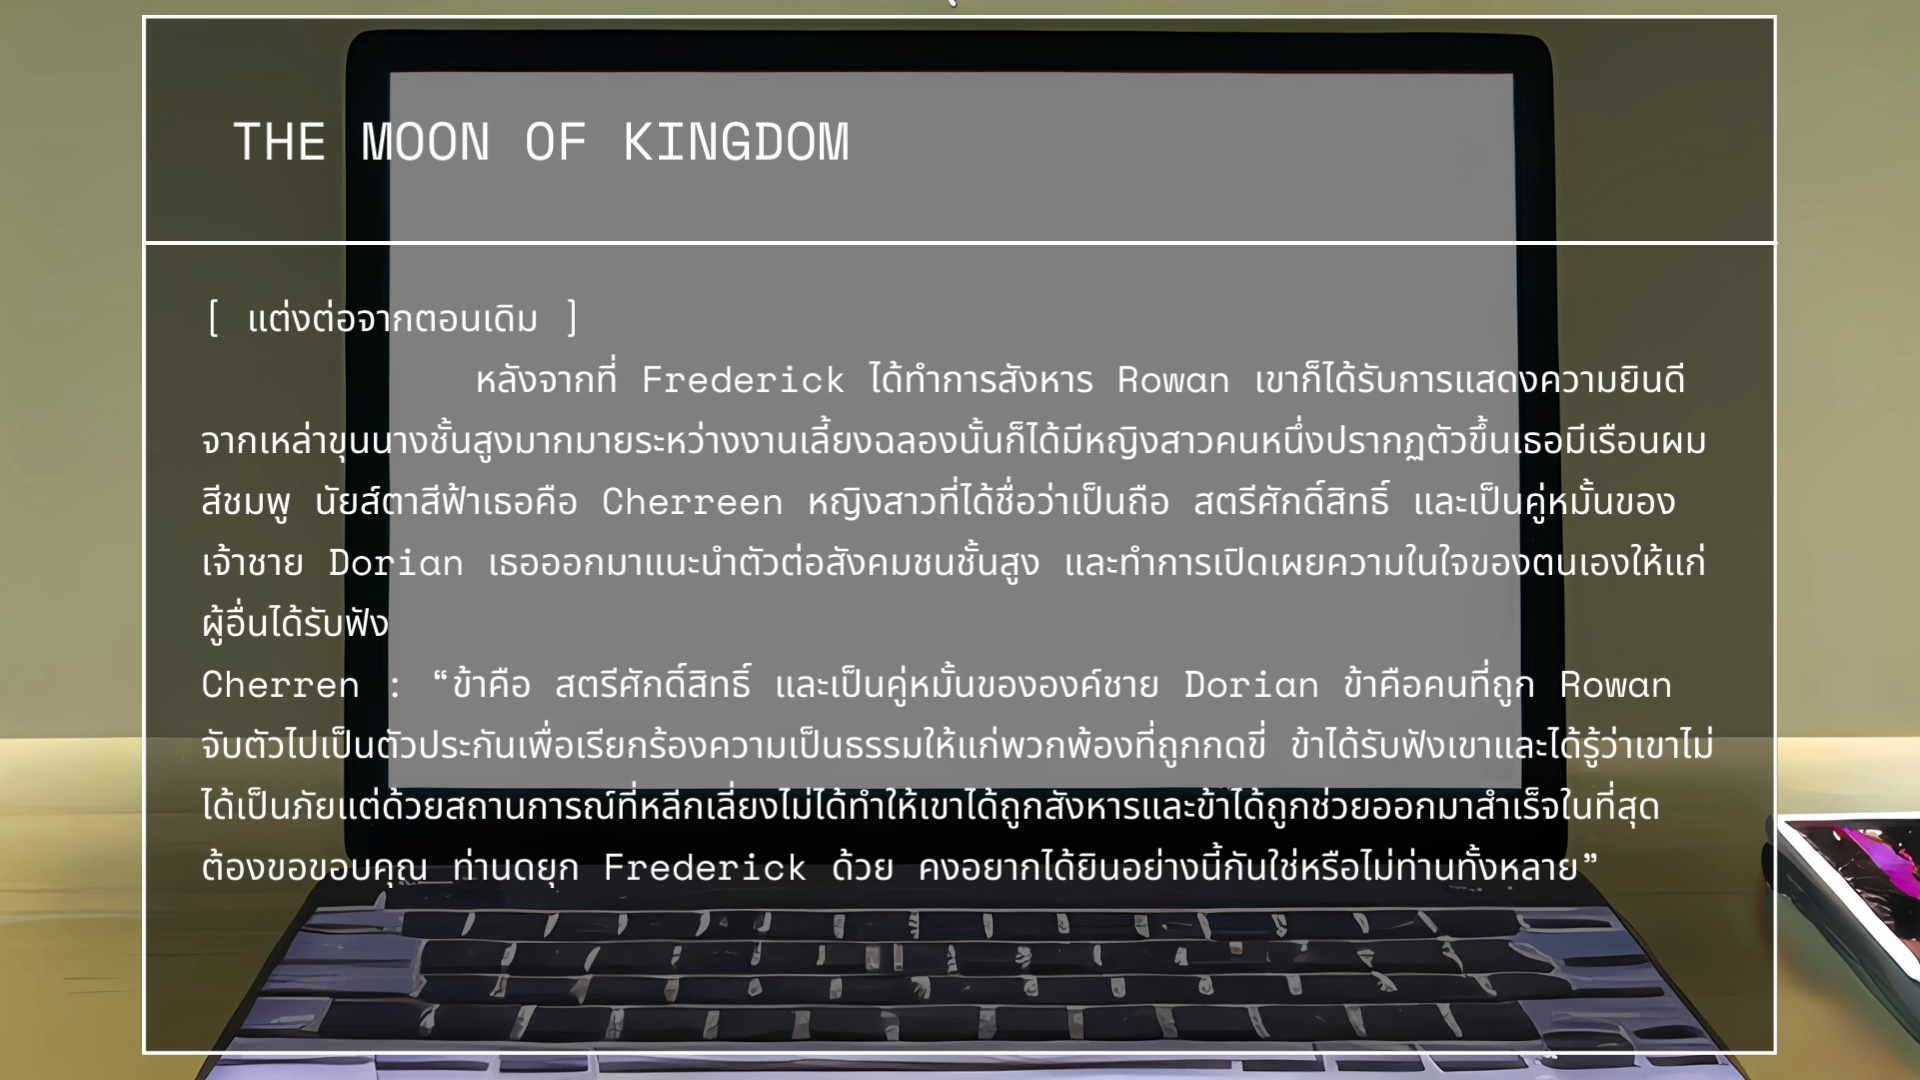 THE MOON OF KINGDOM
[ แต่งต่อจากตอนเดิม ]
หลังจากที่ Frederick ได้ทำการสังหาร Rowan เขาก็ได้รับการแสดงความยินดี
จากเหล่าขุนนางชั้นสูงมากมายระหว่างงานเลี้ยงฉลองนั้นก็ได้มีหญิงสาวคนหนึ่งปรากฏตัวขึ้นเธอมีเรือนผม
สีชมพู นัยส์ตาสีฟ้าเธอคือ Cherreen หญิงสาวที่ได้ชื่อว่าเป็นถือ สตรีศักดิ์สิทธิ์ และเป็นคู่หมั้นของ
เจ้าชาย Dorian เธอออกมาแนะนำตัวต่อสังคมชนชั้นสูง และทำการเปิดเผยความในใจของตนเองให้แก่
ผู้อื่นได้รับฟัง
Cherren : “ข้าคือ สตรีศักดิ์สิทธิ์ และเป็นคู่หมั้นขององค์ชาย Dorian ข้าคือคนที่ถูก Rowan
จับตัวไปเป็นตัวประกันเพื่อเรียกร้องความเป็นธรรมให้แก่พวกพ้องที่ถูกกดขี่ ข้าได้รับฟังเขาและได้รู้ว่าเขาไม่
ได้เป็นภัยแต่ด้วยสถานการณ์ที่หลีกเลี่ยงไม่ได้ทำให้เขาได้ถูกสังหารและข้าได้ถูกช่วยออกมาสำเร็จในที่สุด
ต้องขอขอบคุณ ท่านดยุก Frederick ด้วย คงอยากได้ยินอย่างนี้กันใช่หรือไม่ท่านทั้งหลาย”